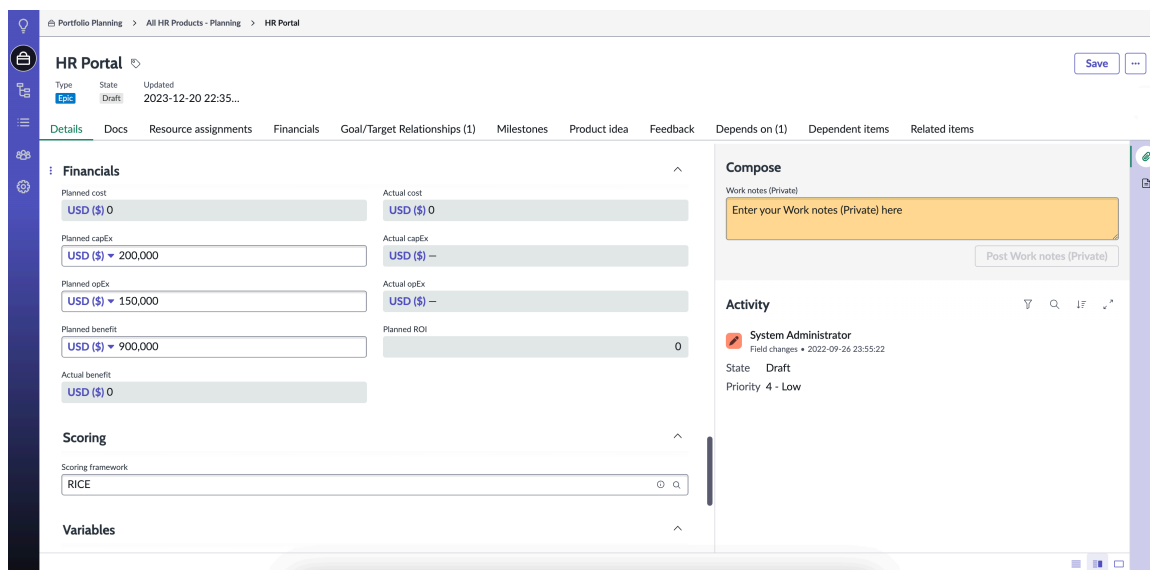 Portfolio Planning > All HR Products - Planning > HR Portal
HR Portal
Save
Type State Updated
Epic Draft 2023-12-20 22:35...
Details Docs Resource assignments Financials Goal/Target Relationships (1) Milestones Product idea Feedback Depends on (1) Dependent items Related items
Financials
Planned cost
USD ($) 0
Actual cost
USD ($) 0
Planned capEx
USD ($) 200,000
Actual capEx
USD ($) —
Planned opEx
USD ($) 150,000
Actual opEx
USD ($) —
Planned benefit
USD ($) 900,000
Planned ROI
0
Actual benefit
USD ($) 0
Scoring
Scoring framework
RICE
Variables
Compose
Work notes (Private)
Enter your Work notes (Private) here
Post Work notes (Private)
Activity
System Administrator
Field changes • 2022-09-26 23:55:22
State Draft
Priority 4 - Low